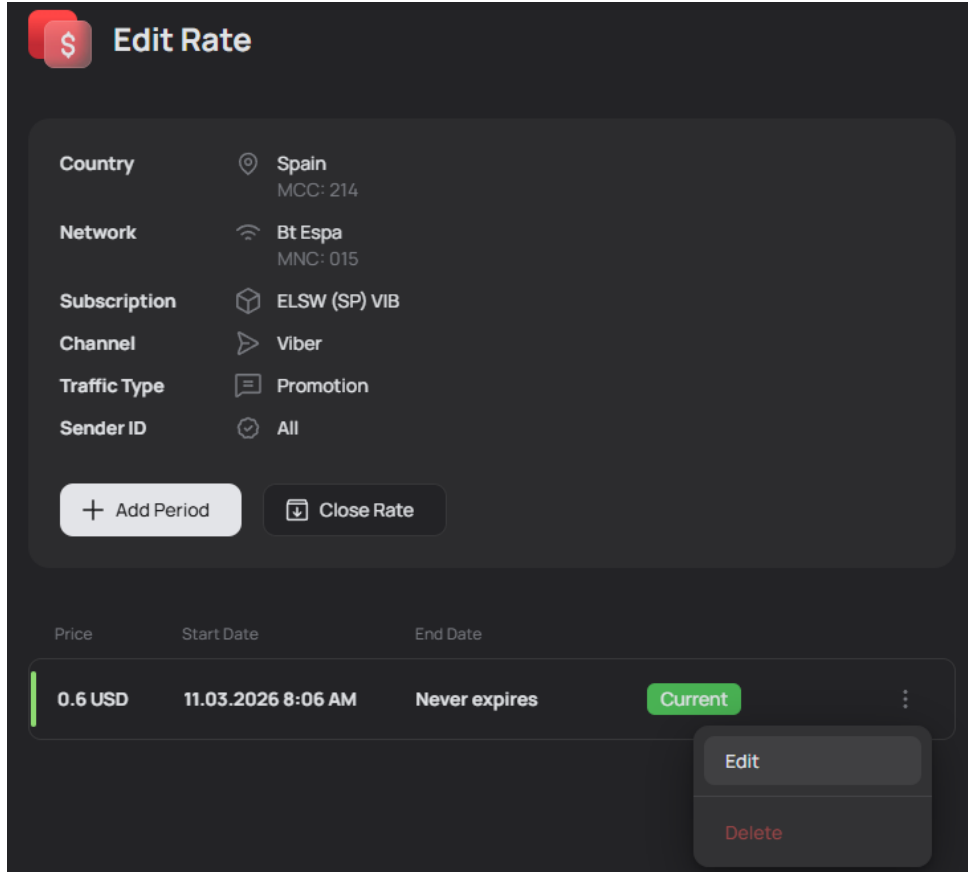 $
Edit Rate
Country Spain
MCC: 214
Network Bt Espa
MNC: 015
Subscription ELSW (SP) VIB
Channel Viber
Traffic Type Promotion
Sender ID All
Add Period Close Rate
Price Start Date End Date
0.6 USD 11.03.2026 8:06 AM Never expires Current
Edit
Delete